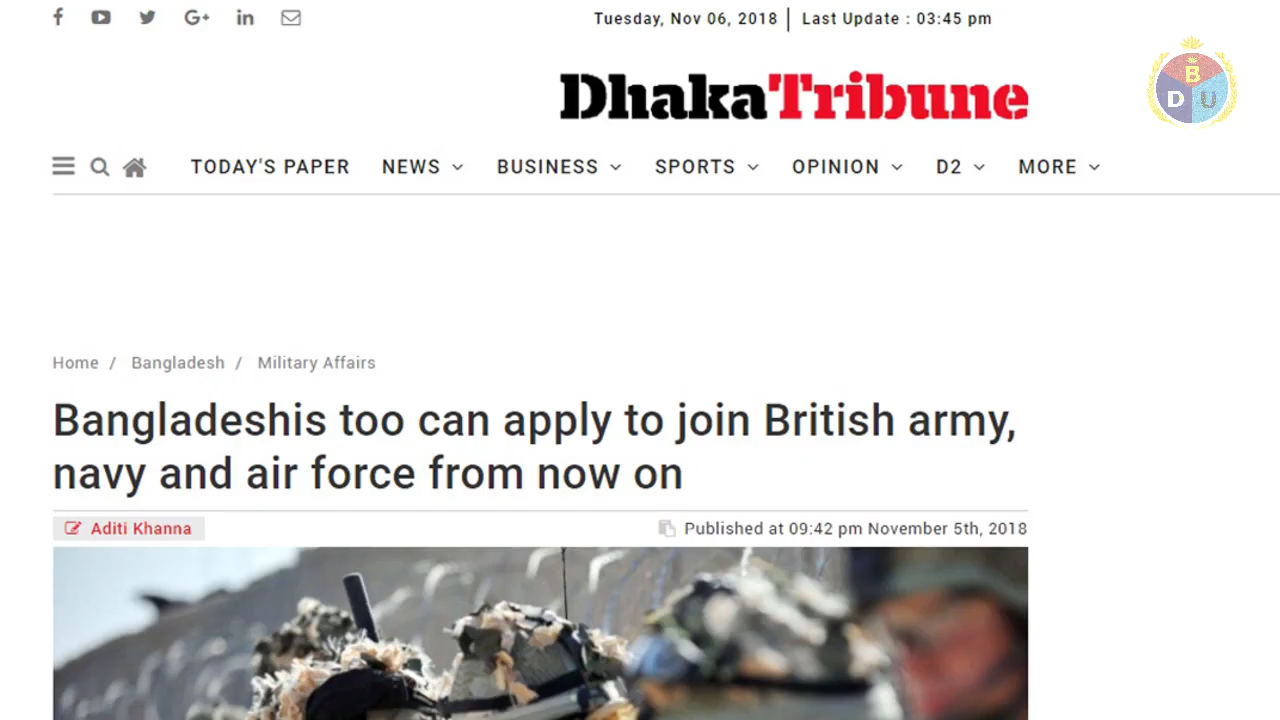 Tuesday, Nov 06, 2018 | Last Update : 03:45 pm
DhakaTribune
B
D U
TODAY'S PAPER NEWS BUSINESS SPORTS OPINION D2 MORE
Home / Bangladesh / Military Affairs
Bangladeshis too can apply to join British army,
navy and air force from now on
Aditi Khanna Published at 09:42 pm November 5th, 2018